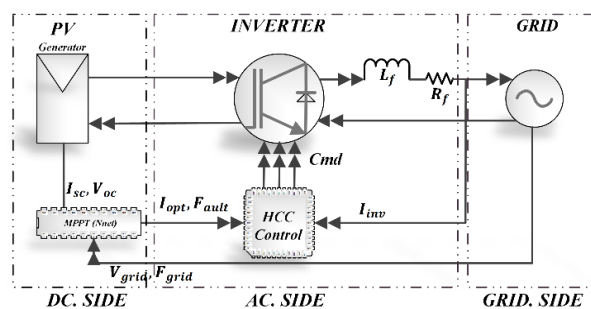 PV
INVERTER
GRID
Generator
L_f
R_f
Cmd
I_sc, V_oc
I_opt, F_ault
HCC
Control
I_inv
MPPT (Nnet)
V_grid, F_grid
DC. SIDE
AC. SIDE
GRID. SIDE